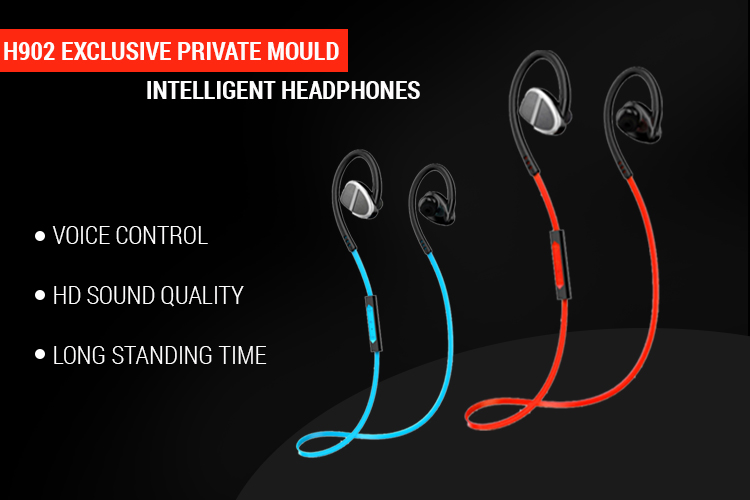 H902 EXCLUSIVE PRIVATE MOULD
INTELLIGENT HEADPHONES
• VOICE CONTROL
• HD SOUND QUALITY
• LONG STANDING TIME